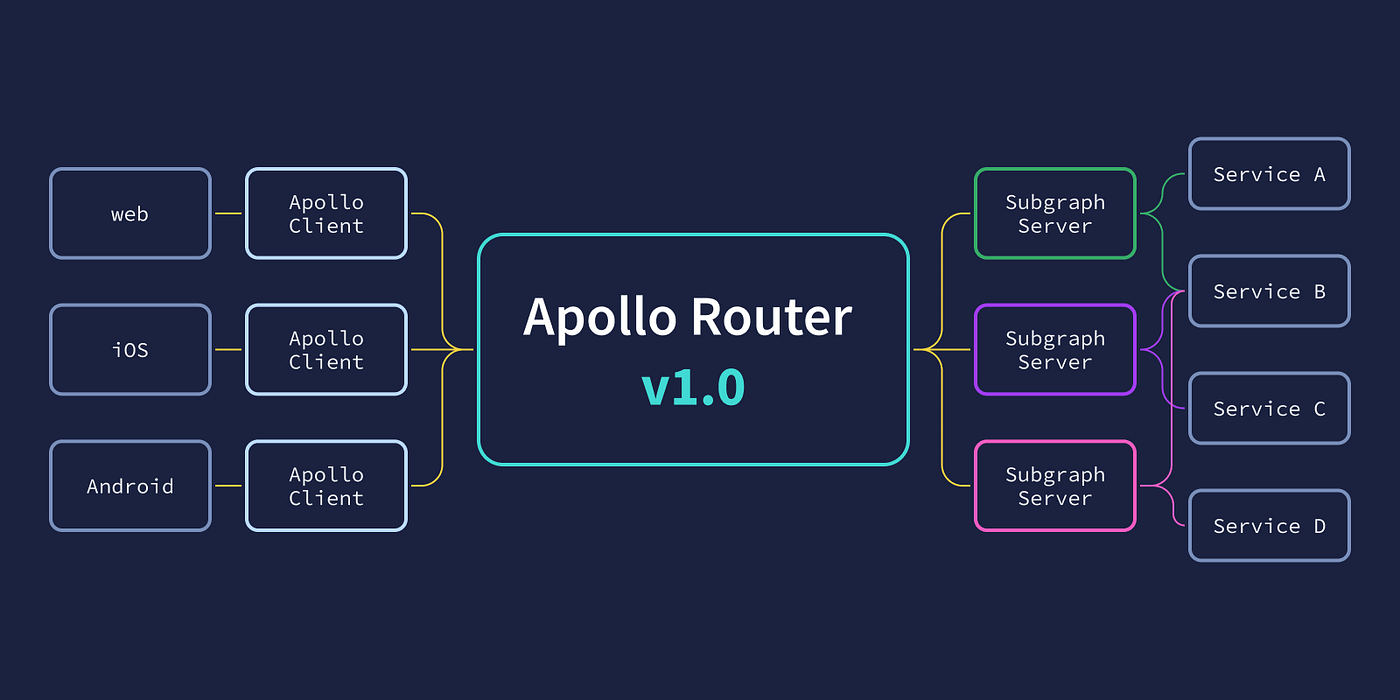 web
Apollo
Client
iOS
Apollo
Client
Android
Apollo
Client
Apollo Router
v1.0
Subgraph
Server
Subgraph
Server
Subgraph
Server
Service A
Service B
Service C
Service D